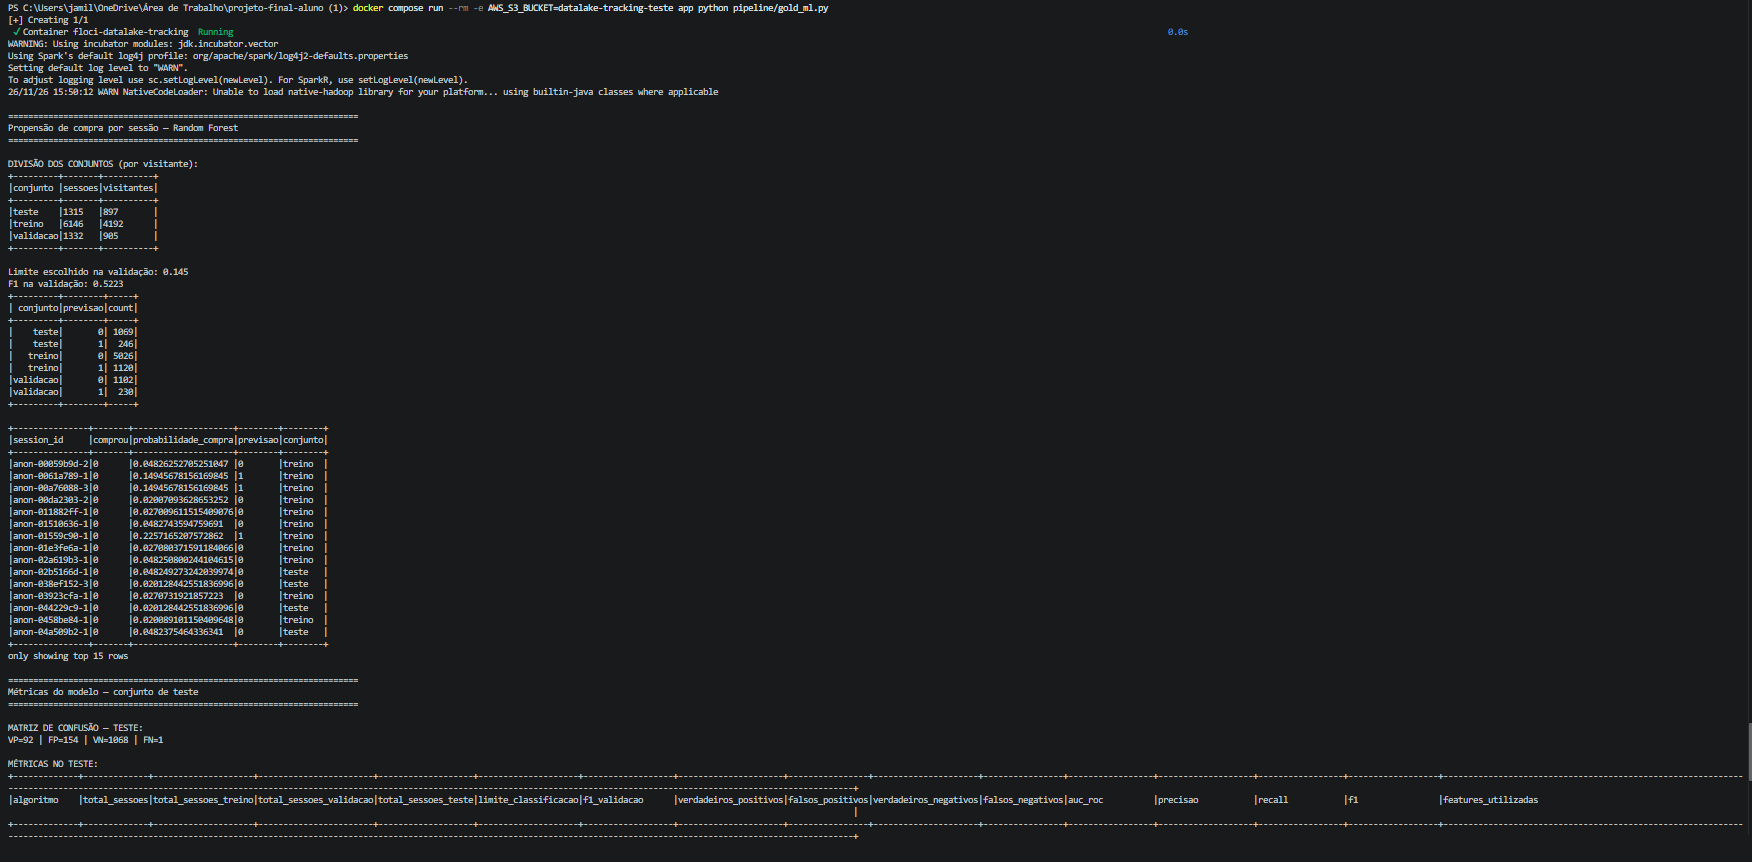 PS C:\Users\jamil\OneDrive\Área de Trabalho\projeto-final-aluno (1)> docker compose run --rm -e AWS_S3_BUCKET=datalake-tracking-teste app python pipeline/gold_ml.py
[+] Creating 1/1
✓Container floci-datalake-tracking  Running 0.0s
WARNING: Using incubator modules: jdk.incubator.vector
Using Spark's default log4j profile: org/apache/spark/log4j2-defaults.properties
Setting default log level to "WARN".
To adjust logging level use sc.setLogLevel(newLevel). For SparkR, use setLogLevel(newLevel).
26/11/26 15:50:12 WARN NativeCodeLoader: Unable to load native-hadoop library for your platform... using builtin-java classes where applicable
======================================================================
Propensão de compra por sessão — Random Forest
======================================================================
DIVISÃO DOS CONJUNTOS (por visitante):
+---------+-------+----------+
|conjunto |sessoes|visitantes|
+---------+-------+----------+
|teste    |1315   |897       |
|treino   |6146   |4192      |
|validacao|1332   |905       |
+---------+-------+----------+
Limite escolhido na validação: 0.145
F1 na validação: 0.5223
+---------+--------+-----+
| conjunto|previsao|count|
+---------+--------+-----+
|    teste|       0| 1069|
|    teste|       1|  246|
|   treino|       0| 5026|
|   treino|       1| 1120|
|validacao|       0| 1102|
|validacao|       1|  230|
+---------+--------+-----+
+---------------+-------+--------------------+--------+--------+
|session_id     |comprou|probabilidade_compra|previsao|conjunto|
+---------------+-------+--------------------+--------+--------+
|anon-00059b9d-2|0      |0.04826252705251047 |0       |treino  |
|anon-0061a789-1|0      |0.14945678156169845 |1       |treino  |
|anon-00a76088-3|0      |0.14945678156169845 |1       |treino  |
|anon-00da2303-2|0      |0.02007093628653252 |0       |treino  |
|anon-011882ff-1|0      |0.027009611515409076|0       |treino  |
|anon-01510636-1|0      |0.0482743594759691  |0       |treino  |
|anon-01559c90-1|0      |0.2257165207572862  |1       |treino  |
|anon-01e3fe6a-1|0      |0.027080371591184066|0       |treino  |
|anon-02a619b3-1|0      |0.048250800244104615|0       |treino  |
|anon-02b5166d-1|0      |0.048249273242039974|0       |teste   |
|anon-038ef152-3|0      |0.020128442551836996|0       |teste   |
|anon-03923cfa-1|0      |0.0270731921857223  |0       |treino  |
|anon-044229c9-1|0      |0.020128442551836996|0       |teste   |
|anon-0458be84-1|0      |0.020089101150409648|0       |treino  |
|anon-04a509b2-1|0      |0.0482375464336341  |0       |teste   |
+---------------+-------+--------------------+--------+--------+
only showing top 15 rows
======================================================================
Métricas do modelo — conjunto de teste
======================================================================
MATRIZ DE CONFUSÃO — TESTE:
VP=92 | FP=154 | VN=1068 | FN=1
MÉTRICAS NO TESTE:
|algoritmo    |total_sessoes|total_sessoes_treino|total_sessoes_validacao|total_sessoes_teste|limite_classificacao|f1_validacao      |verdadeiros_positivos|falsos_positivos|verdadeiros_negativos|falsos_negativos|auc_roc          |precisao           |recall           |f1                |features_utilizadas
|